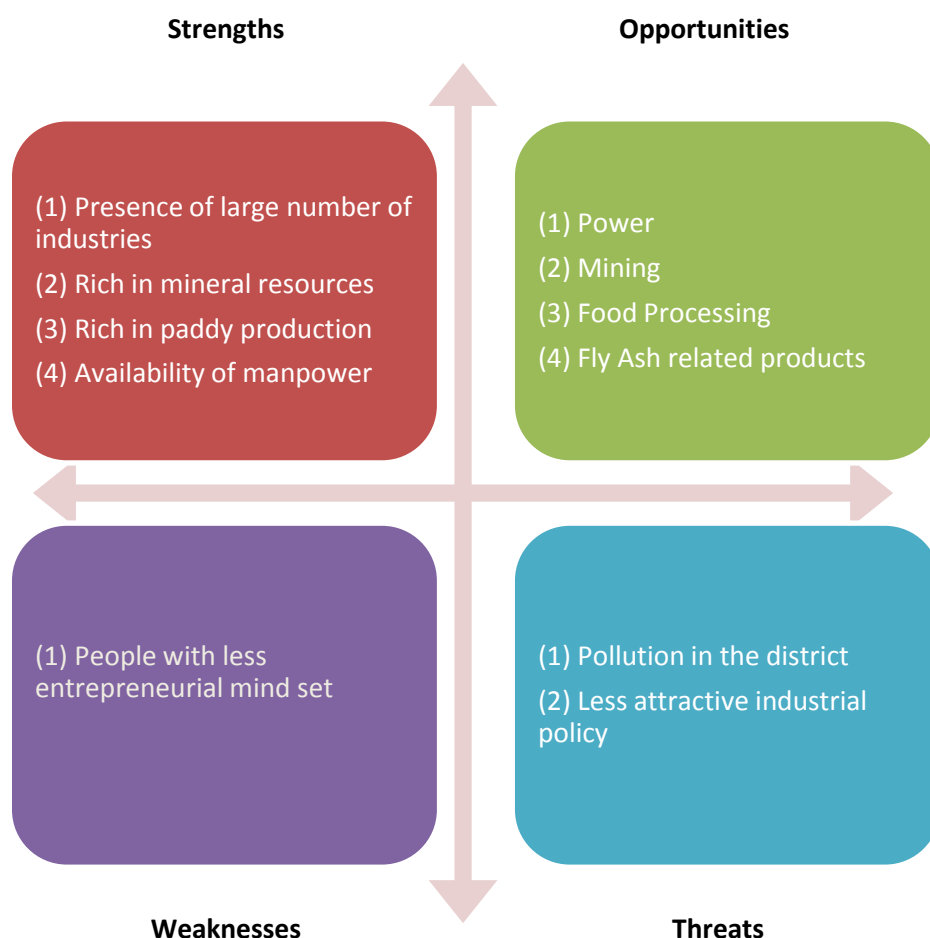 Strengths
Opportunities
(1) Presence of large number of
industries
(2) Rich in mineral resources
(3) Rich in paddy production
(4) Availability of manpower
(1) Power
(2) Mining
(3) Food Processing
(4) Fly Ash related products
(1) People with less
entrepreneurial mind set
(1) Pollution in the district
(2) Less attractive industrial
policy
Weaknesses
Threats